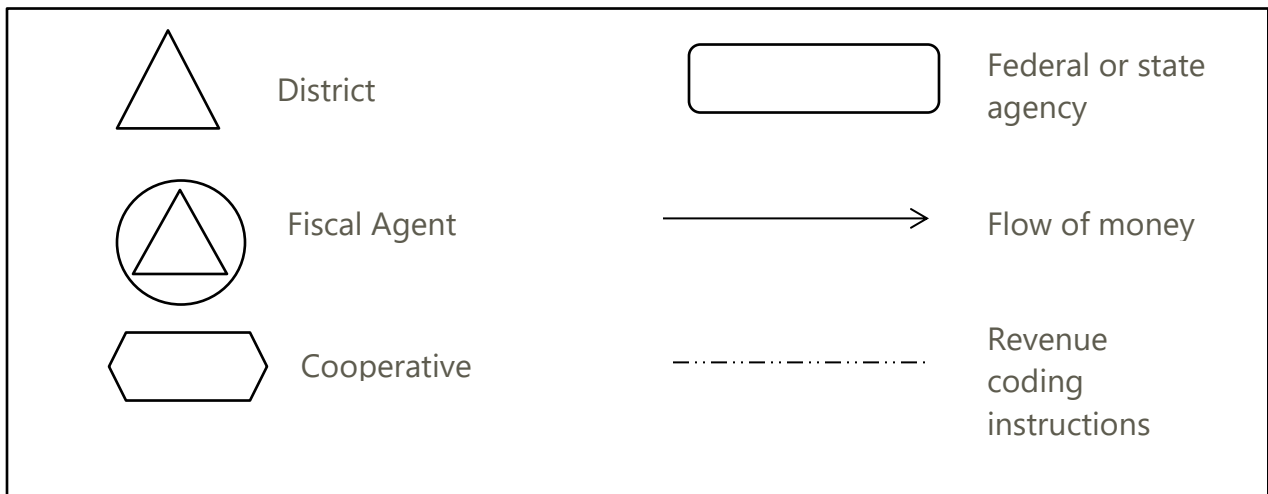 District
Federal or state
agency
Fiscal Agent
Flow of money
Cooperative
Revenue
coding
instructions